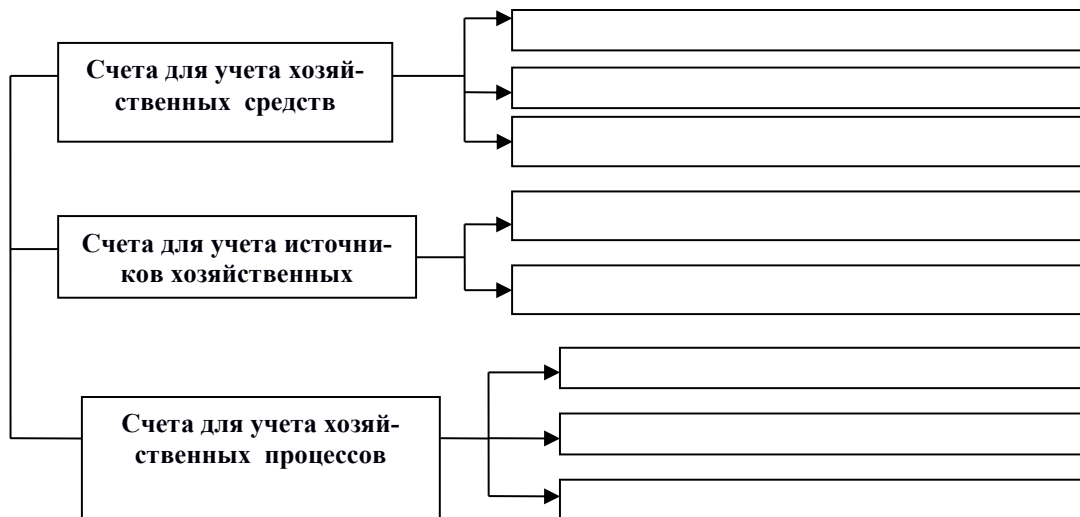 Счета для учета хозяй-
ственных средств
Счета для учета источни-
ков хозяйственных
Счета для учета хозяй-
ственных процессов